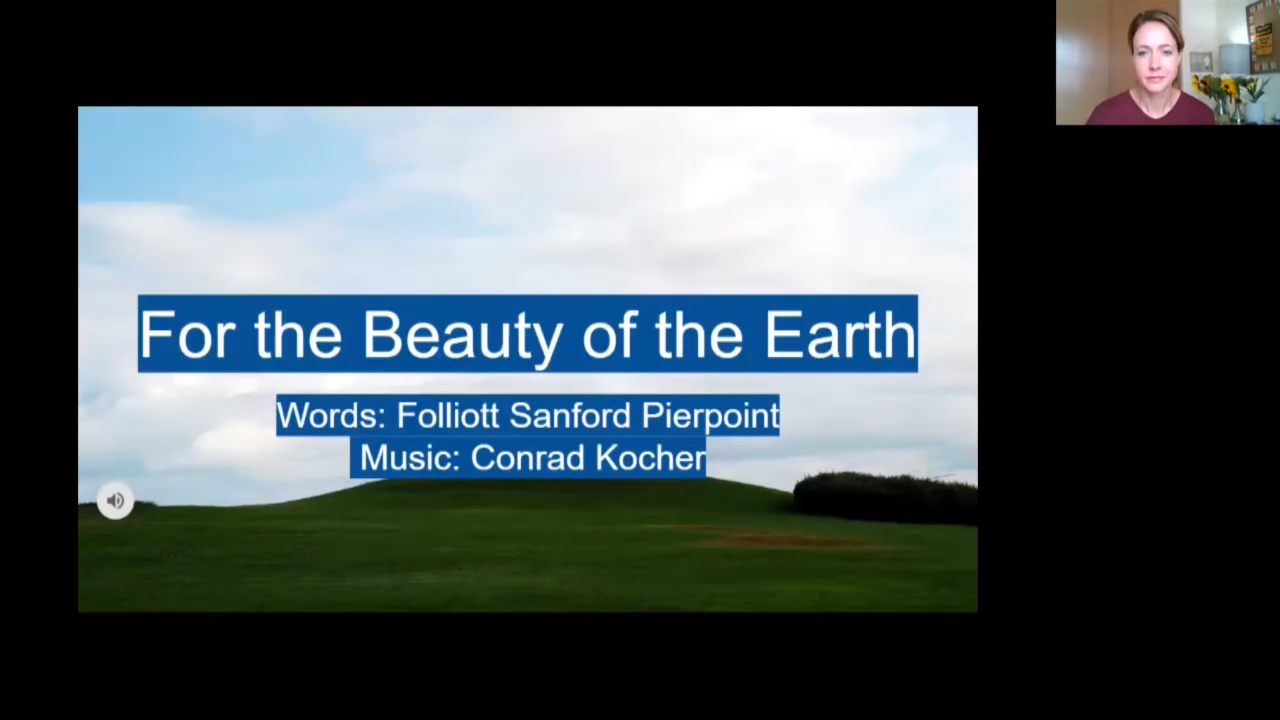 For the Beauty of the Earth
Words: Folliott Sanford Pierpoint
Music: Conrad Kocher